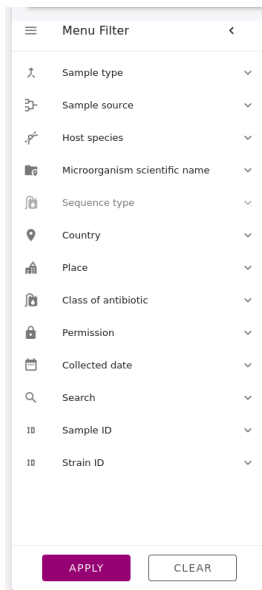 Menu Filter
Sample type
Sample source
Host species
Microorganism scientific name
Sequence type
Country
Place
Class of antibiotic
Permission
Collected date
Search
ID Sample ID
ID Strain ID
APPLY CLEAR